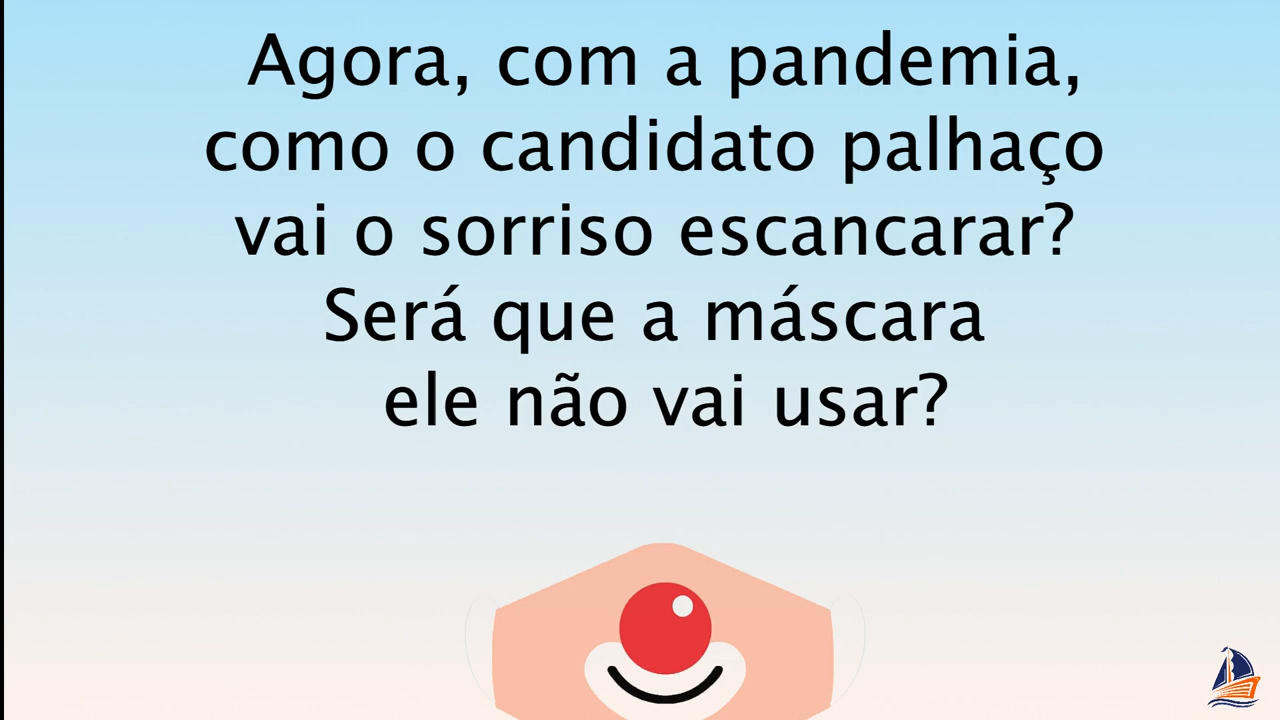 Agora, com a pandemia,
como o candidato palhaço
vai o sorriso escancarar?
Será que a máscara
ele não vai usar?